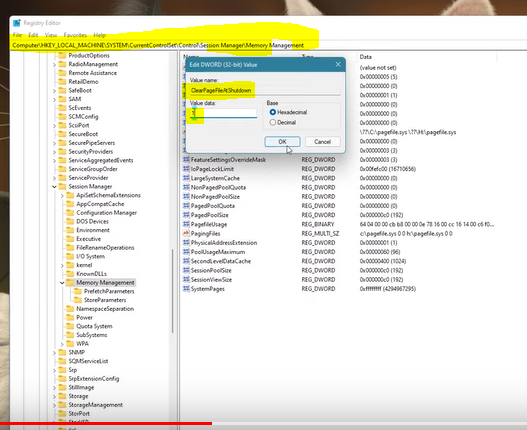 Registry Editor
File Edit View Favorites Help
Computer\HKEY_LOCAL_MACHINE\SYSTEM\CurrentControlSet\Control\Session Manager\Memory Management
ProductOptions
RadioManagement
Remote Assistance
RetailDemo
SafeBoot
SAM
ScEvents
SCMConfig
ScsiPort
SecureBoot
SecurePipeServers
SecurityProviders
ServiceAggregatedEvents
ServiceGroupOrder
ServiceProvider
Session Manager
ApiSetSchemaExtensions
AppCompatCache
Configuration Manager
DOS Devices
Environment
Executive
FileRenameOperations
I/O System
kernel
KnownDLLs
Memory Management
PrefetchParameters
StoreParameters
NamespaceSeparation
Power
Quota System
SubSystems
WPA
SNMP
SQMServiceList
Srp
SrpExtensionConfig
StillImage
Storage
StorageManagement
StorPort
Edit DWORD (32-bit) Value
Value name:
ClearPageFileAtShutdown
Value data:
Base
Hexadecimal
Decimal
OK Cancel
Data
(value not set)
0x00000005 (5)
0x00000000 (0)
0x00000001 (1)
0x00000000 (0)
0x00000000 (0)
\??\C:\pagefile.sys \??\H:\pagefile.sys
0x00000003 (3)
FeatureSettingsOverrideMask REG_DWORD 0x00000003 (3)
IoPageLockLimit REG_DWORD 0x00fefc00 (16710656)
LargeSystemCache REG_DWORD 0x00000000 (0)
NonPagedPoolQuota REG_DWORD 0x00000000 (0)
NonPagedPoolSize REG_DWORD 0x00000000 (0)
PagedPoolQuota REG_DWORD 0x00000000 (0)
PagedPoolSize REG_DWORD 0x000000c0 (192)
PagefileUsage REG_BINARY 64 04 00 00 cb b8 00 00 0e 78 16 00 cc 16 14 00 c6 f0...
PagingFiles REG_MULTI_SZ c:\pagefile.sys 0 0 h:\pagefile.sys 0 0
PhysicalAddressExtension REG_DWORD 0x00000001 (1)
PoolUsageMaximum REG_DWORD 0x00000060 (96)
SecondLevelDataCache REG_DWORD 0x00000400 (1024)
SessionPoolSize REG_DWORD 0x000000c0 (192)
SessionViewSize REG_DWORD 0x000000c0 (192)
SystemPages REG_DWORD 0xffffffff (4294967295)